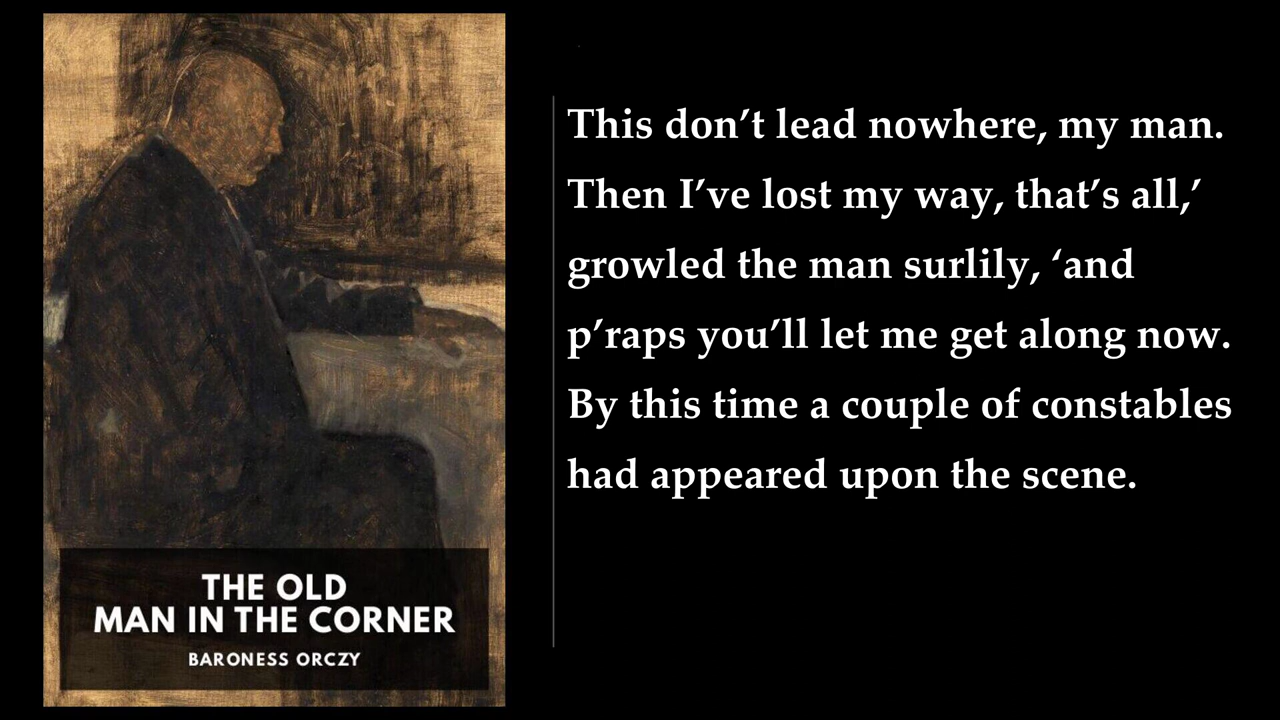 THE OLD
MAN IN THE CORNER
BARONESS ORCZY
This don’t lead nowhere, my man.
Then I’ve lost my way, that’s all,’
growled the man surlily, ‘and
p’raps you’ll let me get along now.
By this time a couple of constables
had appeared upon the scene.